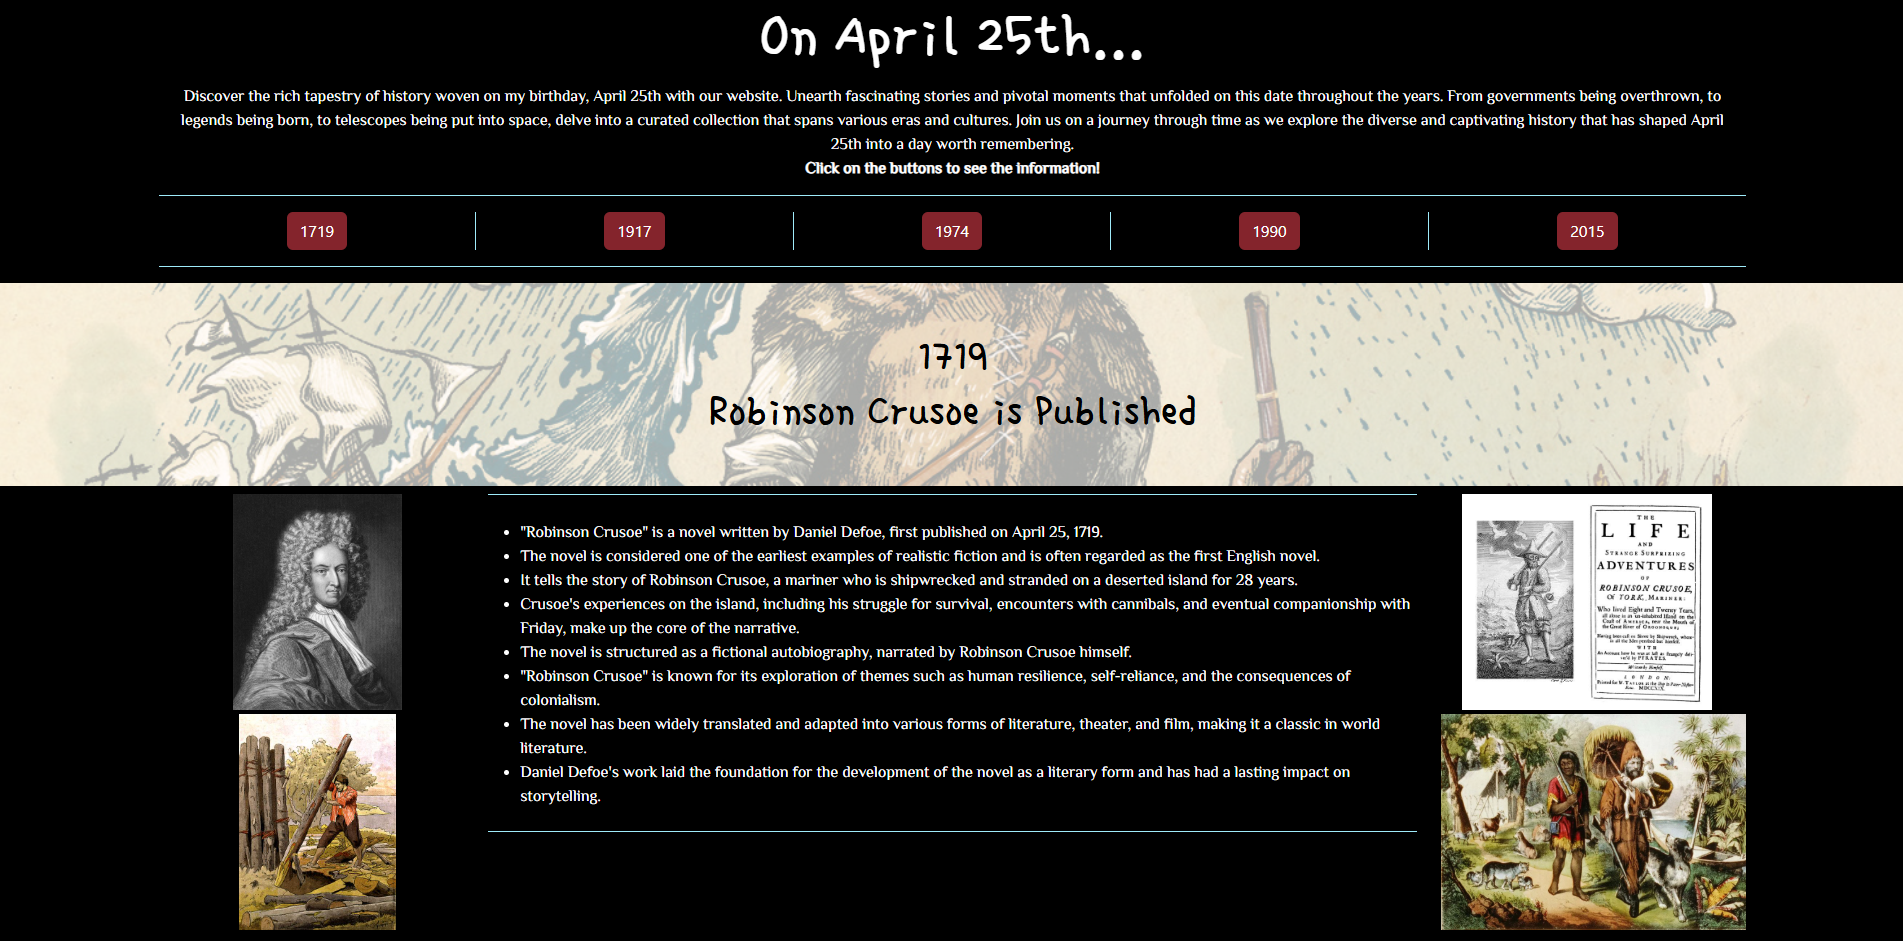 On April 25th...
Discover the rich tapestry of history woven on my birthday, April 25th with our website. Unearth fascinating stories and pivotal moments that unfolded on this date throughout the years. From governments being overthrown, to
legends being born, to telescopes being put into space, delve into a curated collection that spans various eras and cultures. Join us on a journey through time as we explore the diverse and captivating history that has shaped April
25th into a day worth remembering.
Click on the buttons to see the information!
1719
1917
1974
1990
2015
1719
Robinson Crusoe is Published
• "Robinson Crusoe" is a novel written by Daniel Defoe, first published on April 25, 1719.
• The novel is considered one of the earliest examples of realistic fiction and is often regarded as the first English novel.
• It tells the story of Robinson Crusoe, a mariner who is shipwrecked and stranded on a deserted island for 28 years.
• Crusoe's experiences on the island, including his struggle for survival, encounters with cannibals, and eventual companionship with
Friday, make up the core of the narrative.
• The novel is structured as a fictional autobiography, narrated by Robinson Crusoe himself.
• "Robinson Crusoe" is known for its exploration of themes such as human resilience, self-reliance, and the consequences of
colonialism.
• The novel has been widely translated and adapted into various forms of literature, theater, and film, making it a classic in world
literature.
• Daniel Defoe's work laid the foundation for the development of the novel as a literary form and has had a lasting impact on
storytelling.
THE
LIFE
AND
STRANGE SURPRIZING
ADVENTURES
OF
ROBINSON CRUSOE,
Of YORK, MARINER:
Who lived Eight and Twenty Years,
WITH
PYRATES.
LONDON: